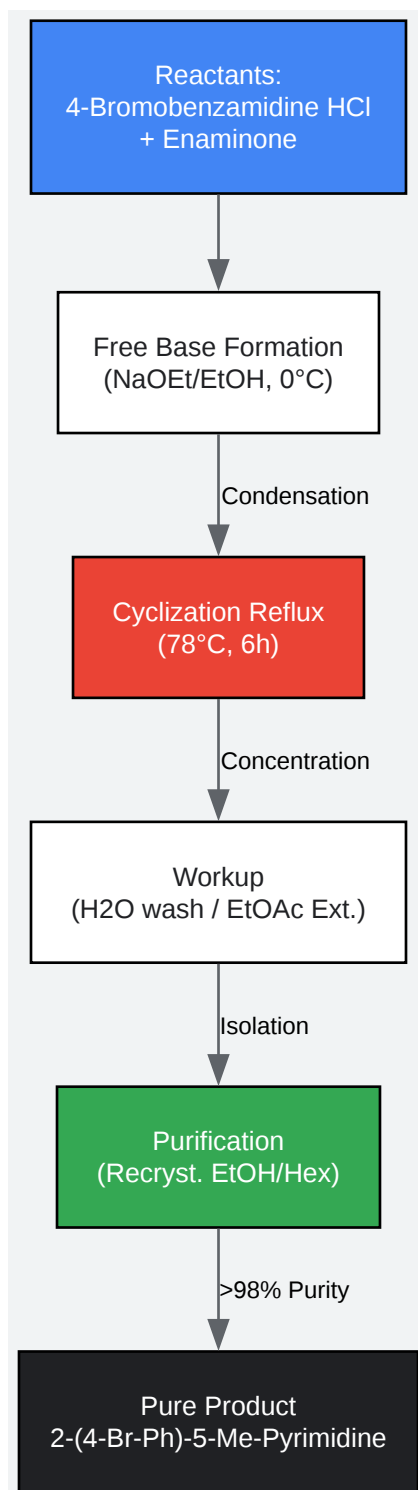 Reactants:
4-Bromobenzamidine HCl
+ Enaminone
Free Base Formation
(NaOEt/EtOH, 0°C)
Condensation
Cyclization Reflux
(78°C, 6h)
Concentration
Workup
(H2O wash / EtOAc Ext.)
Isolation
Purification
(Recryst. EtOH/Hex)
>98% Purity
Pure Product
2-(4-Br-Ph)-5-Me-Pyrimidine